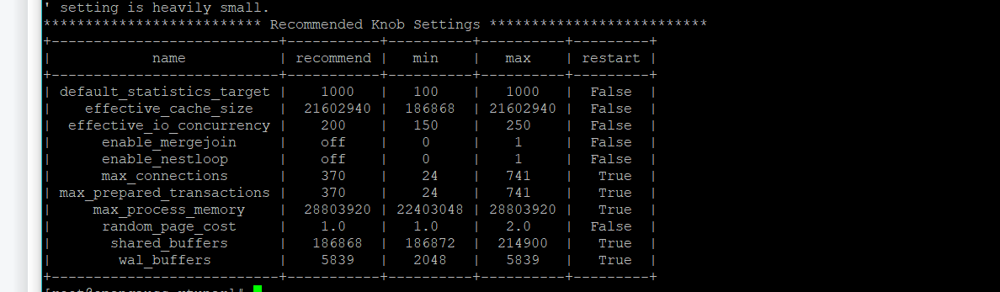 ' setting is heavily small.
************************** Recommended Knob Settings **************************
+---------------------------+-----------+----------+----------+---------+
|            name           | recommend |   min    |   max    | restart |
+---------------------------+-----------+----------+----------+---------+
| default_statistics_target |    1000   |   100    |   1000   |  False  |
|    effective_cache_size   |  21602940 |  186868  | 21602940 |  False  |
|  effective_io_concurrency |    200    |   150    |   250    |  False  |
|      enable_mergejoin     |    off    |    0     |    1     |  False  |
|      enable_nestloop      |    off    |    0     |    1     |  False  |
|      max_connections      |    370    |    24    |   741    |   True  |
| max_prepared_transactions |    370    |    24    |   741    |   True  |
|     max_process_memory    |  28803920 | 22403048 | 28803920 |   True  |
|      random_page_cost     |    1.0    |   1.0    |   2.0    |  False  |
|       shared_buffers      |   186868  |  186872  |  214900  |   True  |
|        wal_buffers        |    5839   |   2048   |   5839   |   True  |
+---------------------------+-----------+----------+----------+---------+